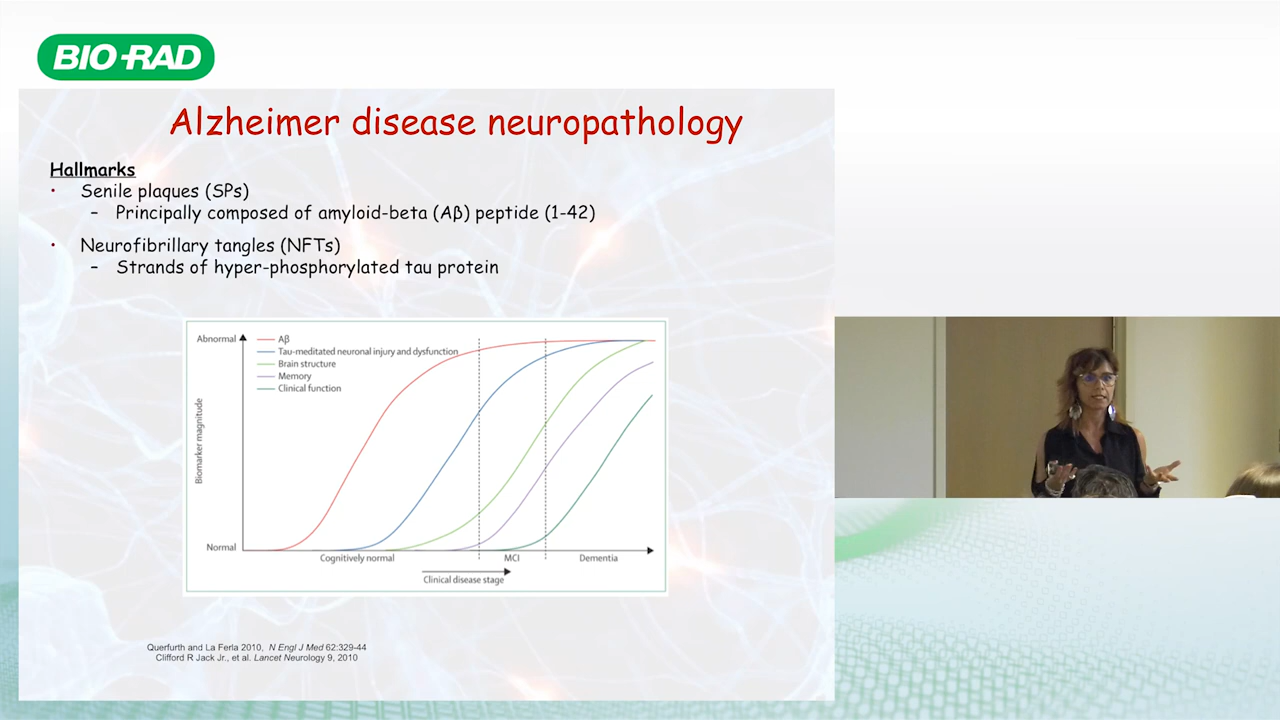 BIO-RAD
Alzheimer disease neuropathology
Hallmarks
• Senile plaques (SPs)
– Principally composed of amyloid-beta (Aβ) peptide (1-42)
• Neurofibrillary tangles (NFTs)
– Strands of hyper-phosphorylated tau protein
Abnormal
Aβ
Tau-meditated neuronal injury and dysfunction
Brain structure
Memory
Clinical function
Biomarker magnitude
Normal
Cognitively normal
MCI
Dementia
Clinical disease stage
Querfurth and La Ferla 2010, N Engl J Med 62:329-44
Clifford R Jack Jr., et al. Lancet Neurology 9, 2010